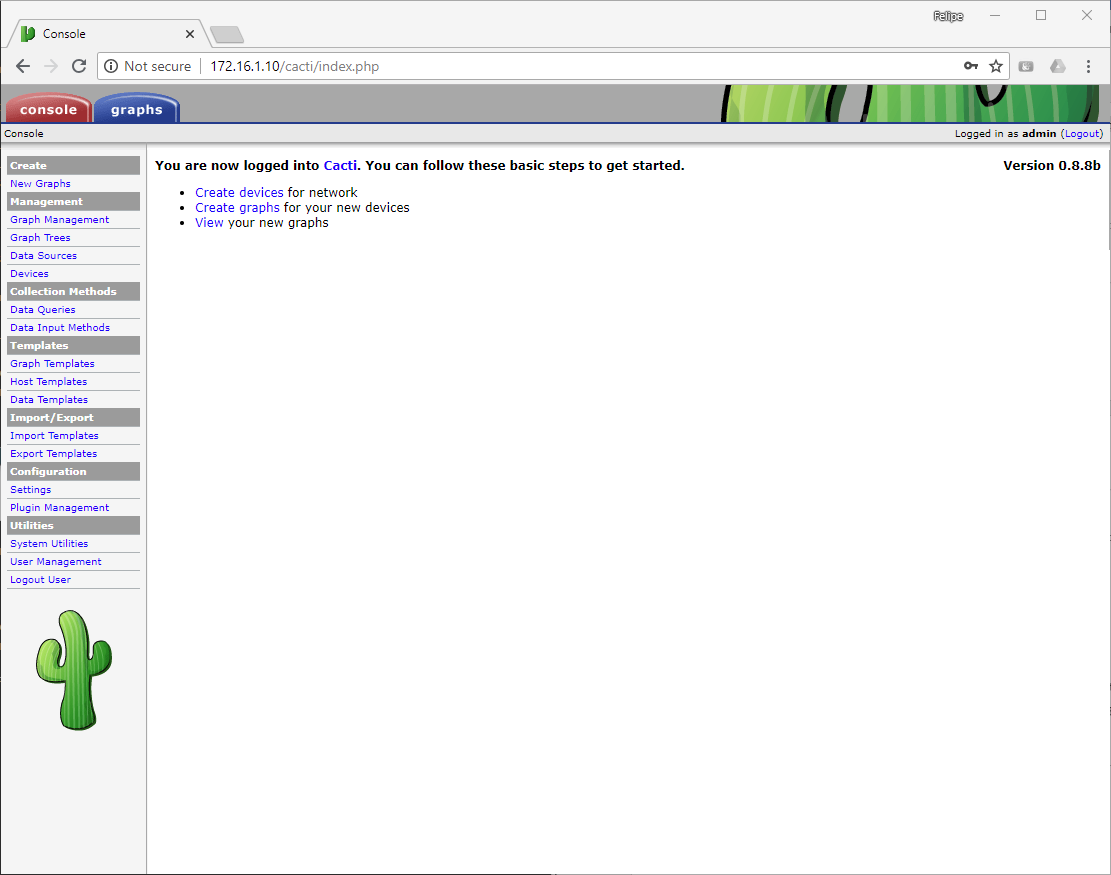 Felipe
Console
Not secure 172.16.1.10/cacti/index.php
console graphs
Console Logged in as admin (Logout)
You are now logged into Cacti. You can follow these basic steps to get started. Version 0.8.8b
Create devices for network
Create graphs for your new devices
View your new graphs
Create
New Graphs
Management
Graph Management
Graph Trees
Data Sources
Devices
Collection Methods
Data Queries
Data Input Methods
Templates
Graph Templates
Host Templates
Data Templates
Import/Export
Import Templates
Export Templates
Configuration
Settings
Plugin Management
Utilities
System Utilities
User Management
Logout User